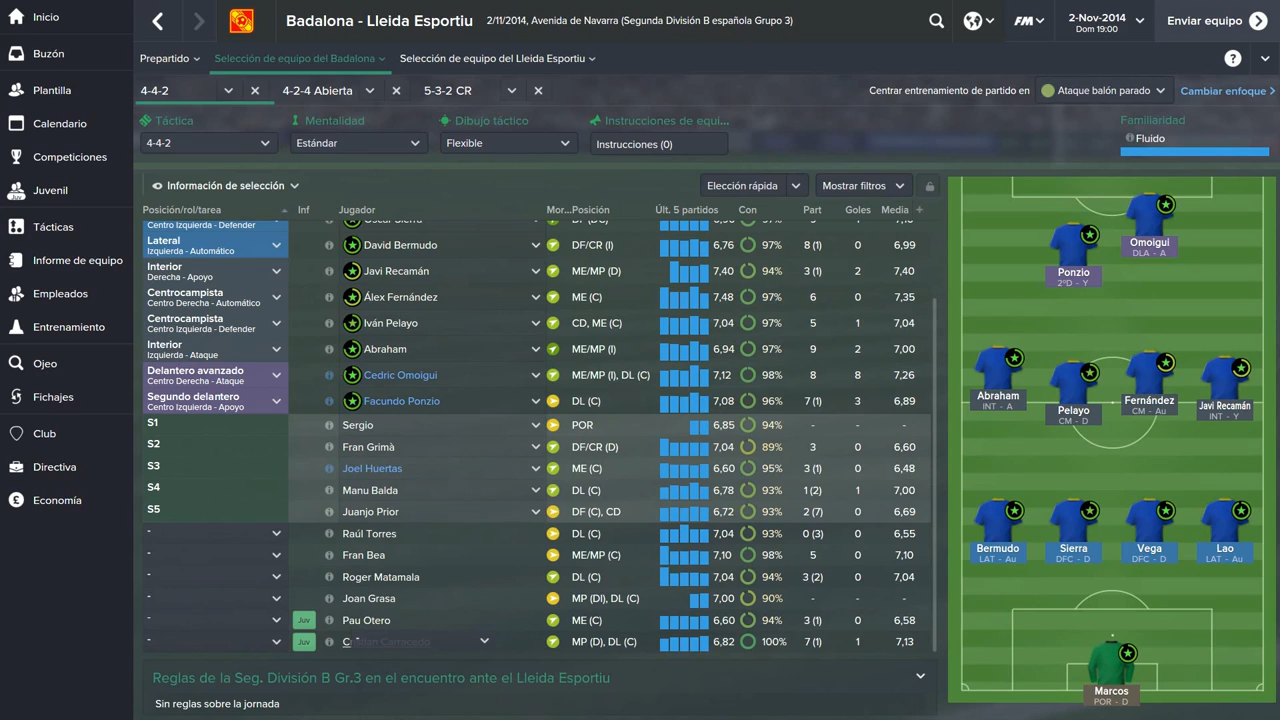 Inicio
Buzón
Plantilla
Calendario
Competiciones
Juv
Juvenil
Tácticas
Informe de equipo
Empleados
Entrenamiento
Ojeo
Fichajes
Club
Directiva
Economía
Badalona - Lleida Esportiu
2/11/2014, Avenida de Navarra (Segunda División B española Grupo 3)
FM
2-Nov-2014
Dom 19:00
Enviar equipo
Prepartido
Selección de equipo del Badalona
Selección de equipo del Lleida Esportiu
?
4-4-2
4-2-4 Abierta
5-3-2 CR
Centrar entrenamiento de partido en
Ataque balón parado
Cambiar enfoque
Táctica
4-4-2
Mentalidad
Estándar
Dibujo táctico
Flexible
Instrucciones de equi...
Instrucciones (0)
Familiaridad
Fluido
Información de selección
Elección rápida
Mostrar filtros
Posición/rol/tarea Inf Jugador Mor... Posición Últ. 5 partidos Con Part Goles Media +
Centro Derecha - Defender
Lateral
Izquierda - Automático
David Bermudo DF/CR (I) 6,76 97% 8 (1) 0 6,99
Interior
Derecha - Apoyo
Javi Recamán ME/MP (D) 7,40 94% 3 (1) 2 7,40
Centrocampista
Centro Derecha - Automático
Álex Fernández ME (C) 7,48 97% 6 0 7,35
Centrocampista
Centro Izquierda - Defender
Iván Pelayo CD, ME (C) 7,04 97% 5 1 7,04
Interior
Izquierda - Ataque
Abraham ME/MP (I) 6,94 97% 9 2 7,00
Delantero avanzado
Centro Derecha - Ataque
Cedric Omoigui ME/MP (I), DL (C) 7,12 98% 8 8 7,26
Segundo delantero
Centro Izquierda - Apoyo
Facundo Ponzio DL (C) 7,08 96% 7 (1) 3 6,89
S1 Sergio POR 6,85 94% - - -
S2 Fran Grimà DF/CR (D) 7,04 89% 3 0 6,60
S3 Joel Huertas ME (C) 6,60 95% 3 (1) 0 6,48
S4 Manu Balda DL (C) 6,78 93% 1 (2) 0 7,00
S5 Juanjo Prior DF (C), CD 6,72 93% 2 (7) 0 6,69
- Raúl Torres DL (C) 7,04 93% 0 (3) 0 6,55
- Fran Bea ME/MP (C) 7,10 98% 5 0 7,10
- Roger Matamala DL (C) 7,04 94% 3 (2) 0 7,04
- Joan Grasa MP (DI), DL (C) 7,00 90% - - -
- Juv Pau Otero ME (C) 6,60 94% 3 (1) 0 6,58
- Juv MP (D), DL (C) 6,82 100% 7 (1) 1 7,13
Reglas de la Seg. División B Gr.3 en el encuentro ante el Lleida Esportiu
Sin reglas sobre la jornada
Omoigui
DLA - A
Ponzio
2ºD - Y
Abraham
INT - A
Pelayo
CM - D
Fernández
CM - Au
Javi Recamán
INT - Y
Bermudo
LAT - Au
Sierra
DFC - D
Vega
DFC - D
Lao
LAT - Au
Marcos
POR - D